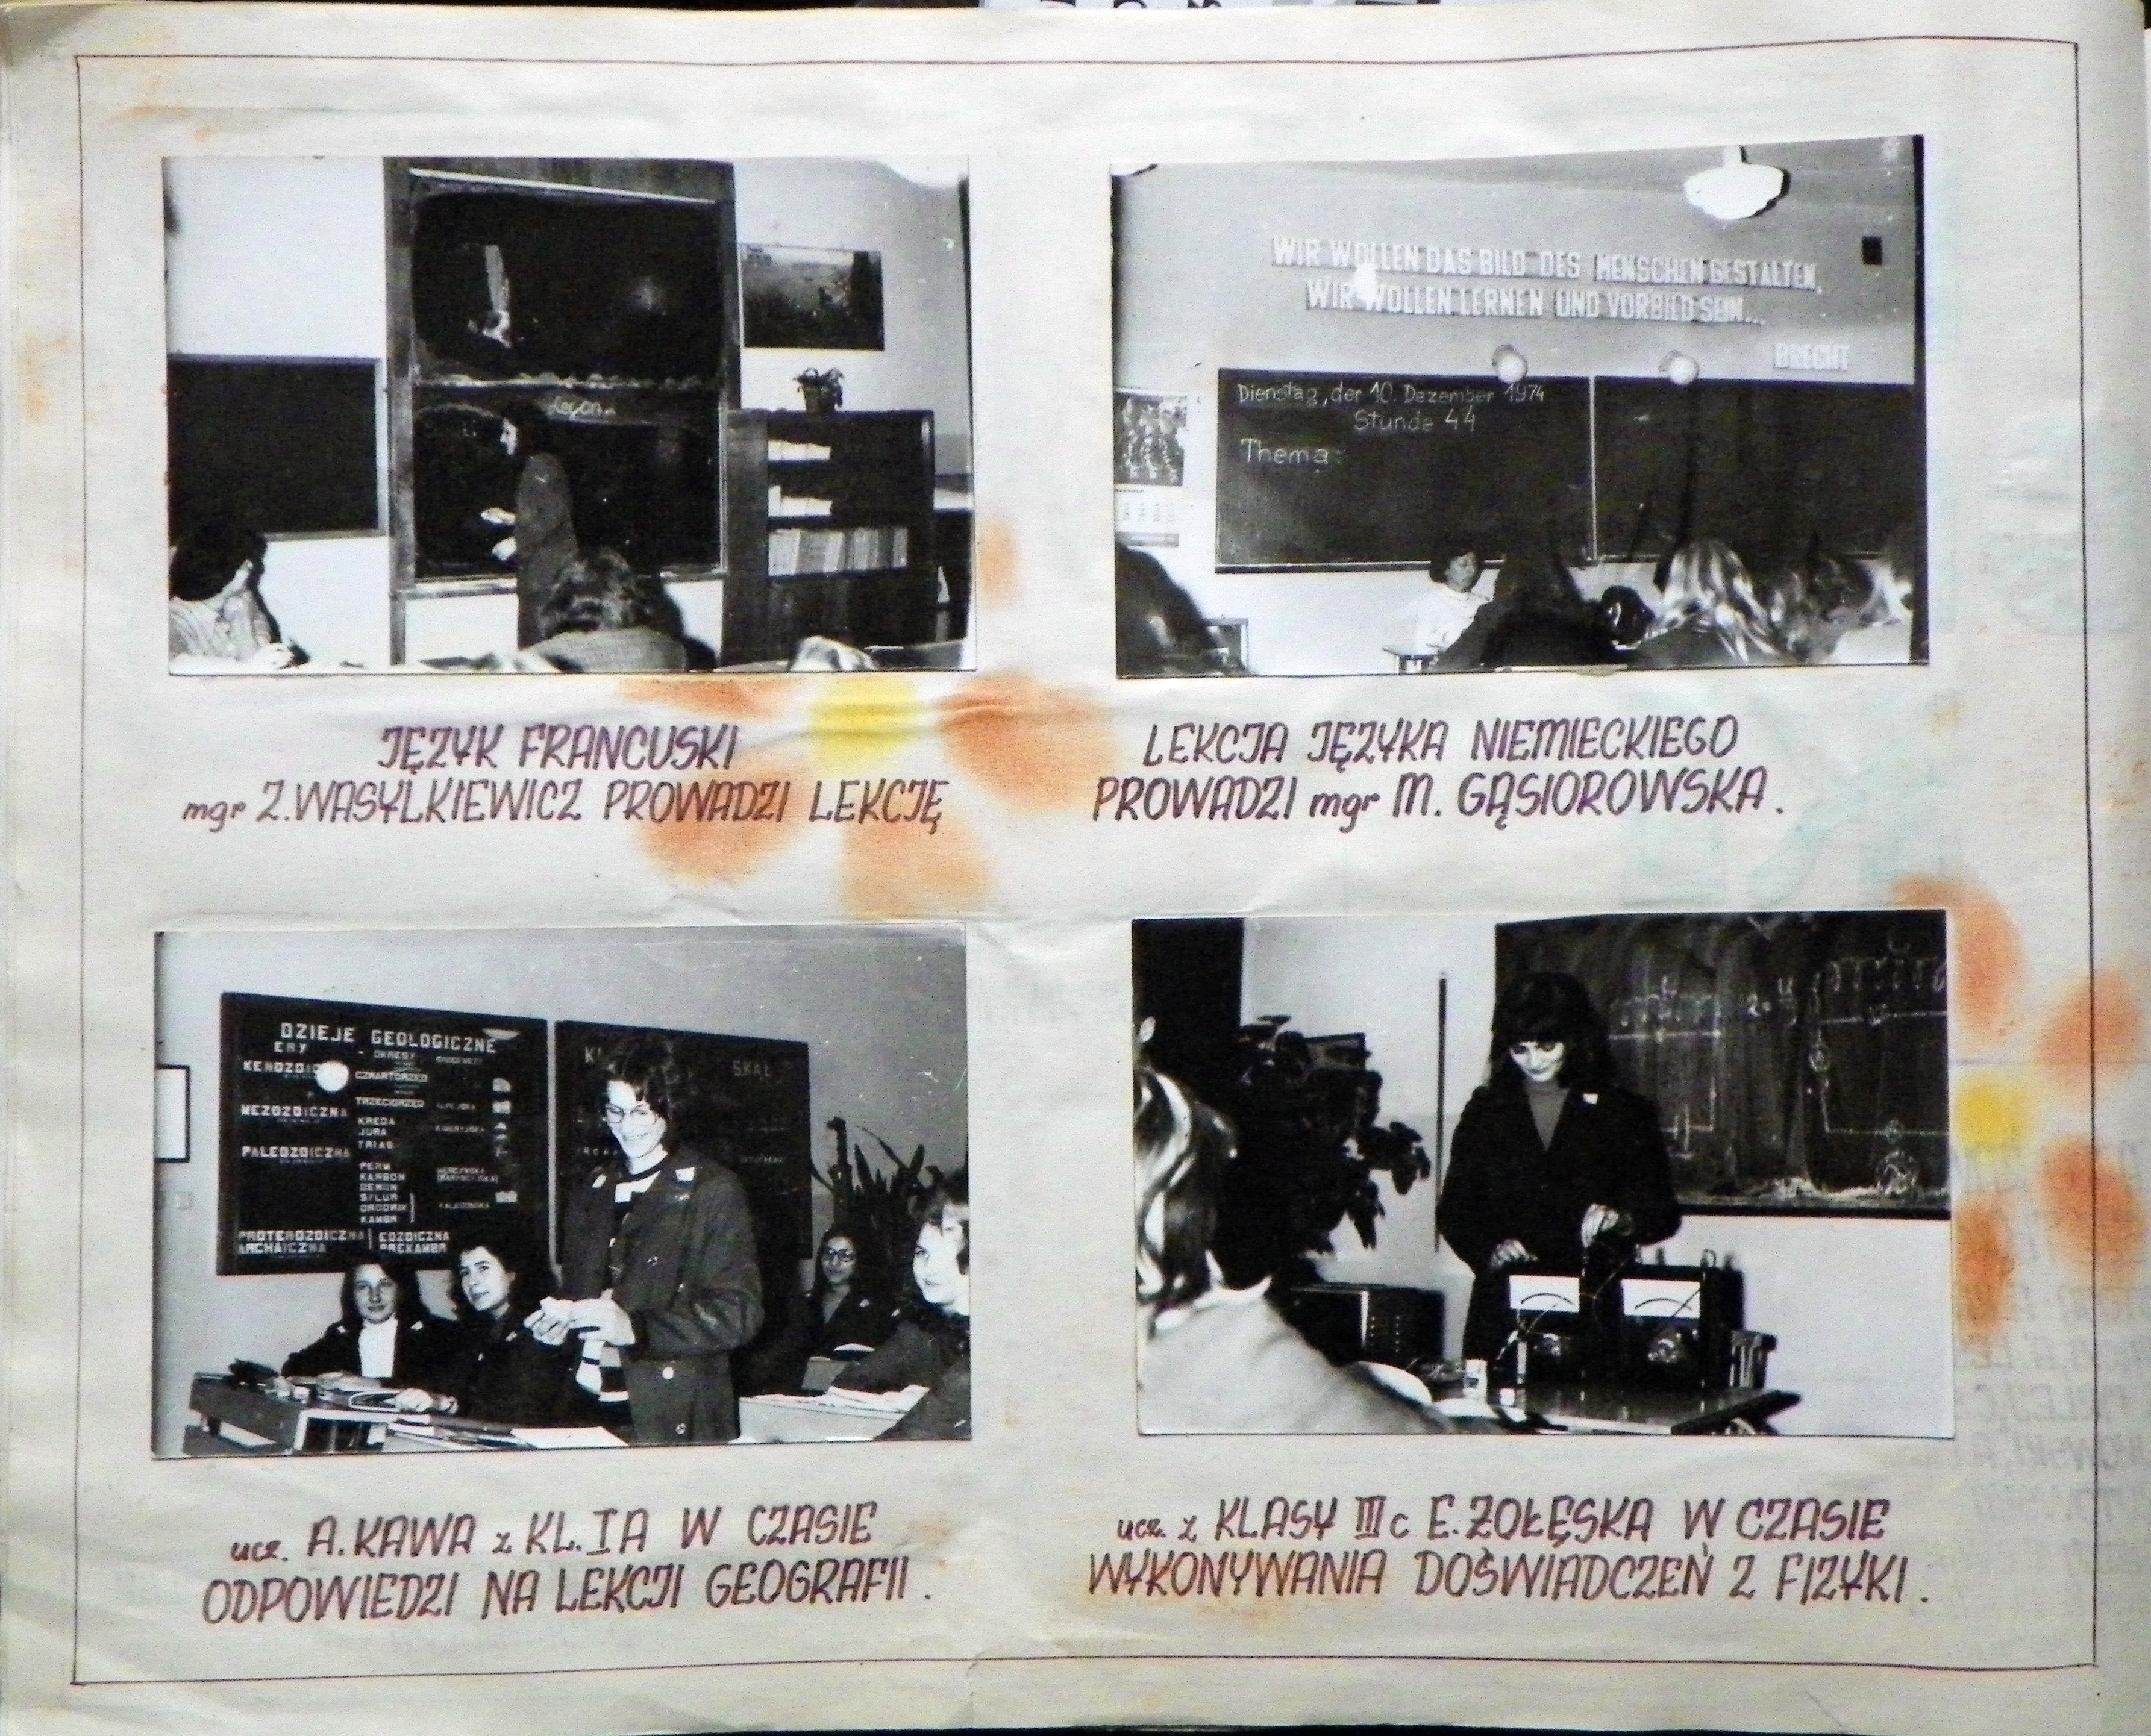 Leçon
JĘZYK FRANCUSKI
mgr Z. WASYLKIEWICZ PROWADZI LEKCJĘ
WIR WOLLEN DAS BILD DES MENSCHEN GESTALTEN,
WIR WOLLEN LERNEN UND VORBILD SEIN...
BRECHT
Dienstag, der 10. Dezember 1974
Stunde 44
Thema:
LEKCJA JĘZYKA NIEMIECKIEGO
PROWADZI mgr M. GĄSIOROWSKA.
DZIEJE GEOLOGICZNE
ERY
OKRESY
CZWARTORZĘD
TRZECIORZĘD
MEZOZOICZNA
KREDA
JURA
TRIAS
PALEOZOICZNA
PERM
KARBON
DEWON
SYLUR
ORDOWIK
KAMBR
PROTEROZOICZNA
ARCHAICZNA
EOZOICZNA
PREKAMBR
SKAŁ
ucz. A. KAWA z KL. IA W CZASIE
ODPOWIEDZI NA LEKCJI GEOGRAFII.
ucz. z KLASY IIIc E. ŻOŁĘSKA W CZASIE
WYKONYWANIA DOŚWIADCZEŃ Z FIZYKI.